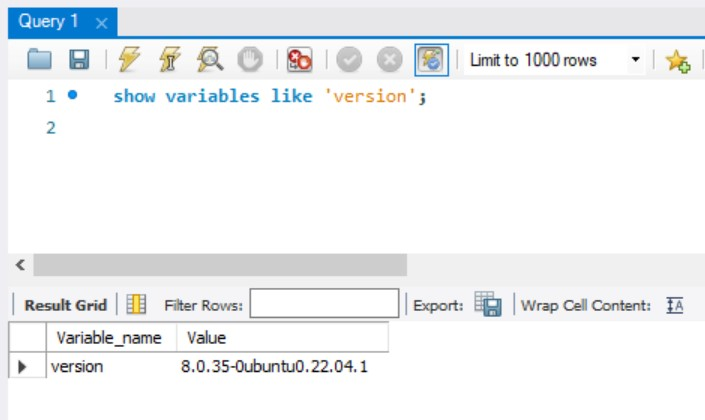 Query 1
Limit to 1000 rows
1 show variables like 'version';
2
Result Grid Filter Rows: Export: Wrap Cell Content:
Variable_name Value
version 8.0.35-0ubuntu0.22.04.1